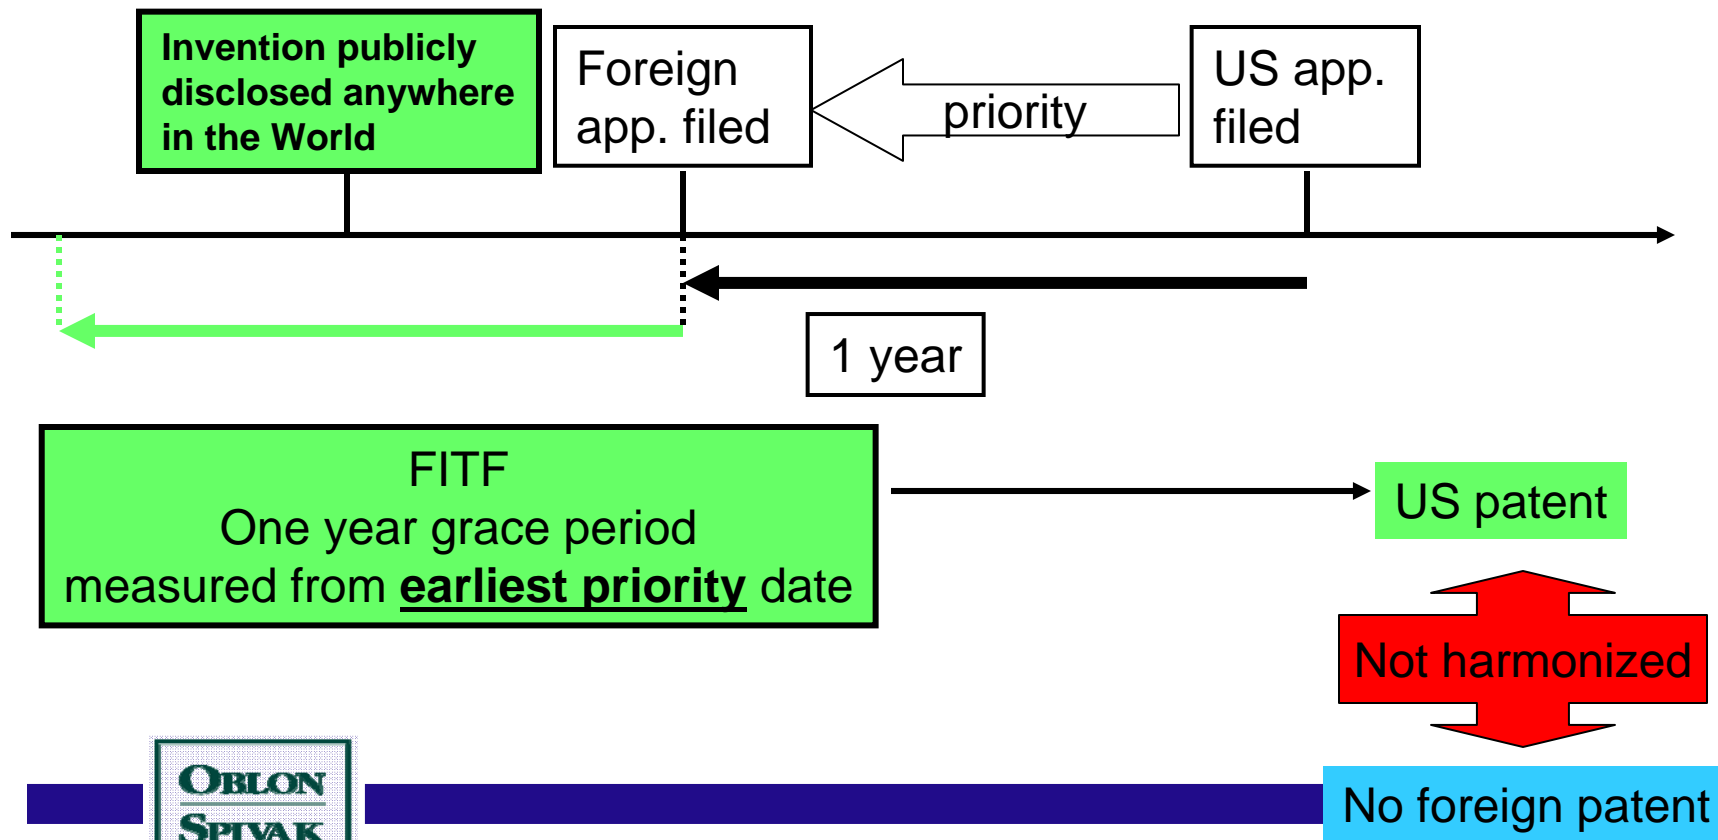 Invention publicly
disclosed anywhere
in the World
Foreign
app. filed
priority
US app.
filed
1 year
FITF
One year grace period
measured from earliest priority date
US patent
Not harmonized
No foreign patent
OBLON
SPIVAK